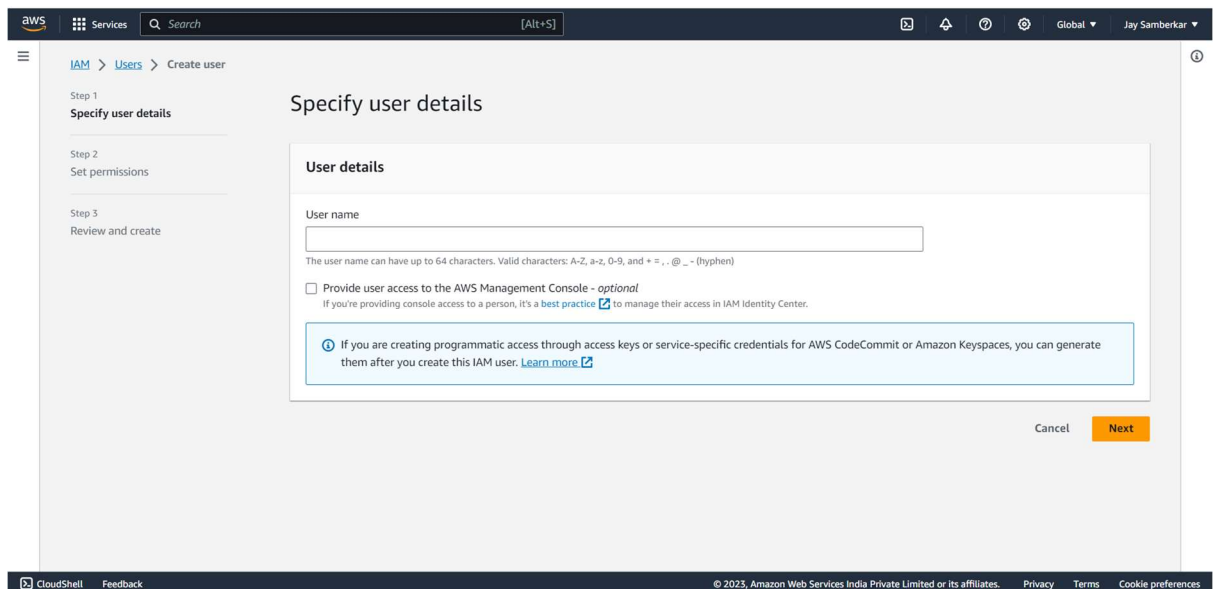 aws Services Search [Alt+S] Global ▼ Jay Samberkar ▼
IAM > Users > Create user
Step 1
Specify user details
Step 2
Set permissions
Step 3
Review and create
Specify user details
User details
User name
The user name can have up to 64 characters. Valid characters: A-Z, a-z, 0-9, and + = , . @ _ - (hyphen)
Provide user access to the AWS Management Console - optional
If you're providing console access to a person, it's a best practice to manage their access in IAM Identity Center.
If you are creating programmatic access through access keys or service-specific credentials for AWS CodeCommit or Amazon Keyspaces, you can generate
them after you create this IAM user. Learn more
Cancel Next
CloudShell Feedback © 2023, Amazon Web Services India Private Limited or its affiliates. Privacy Terms Cookie preferences